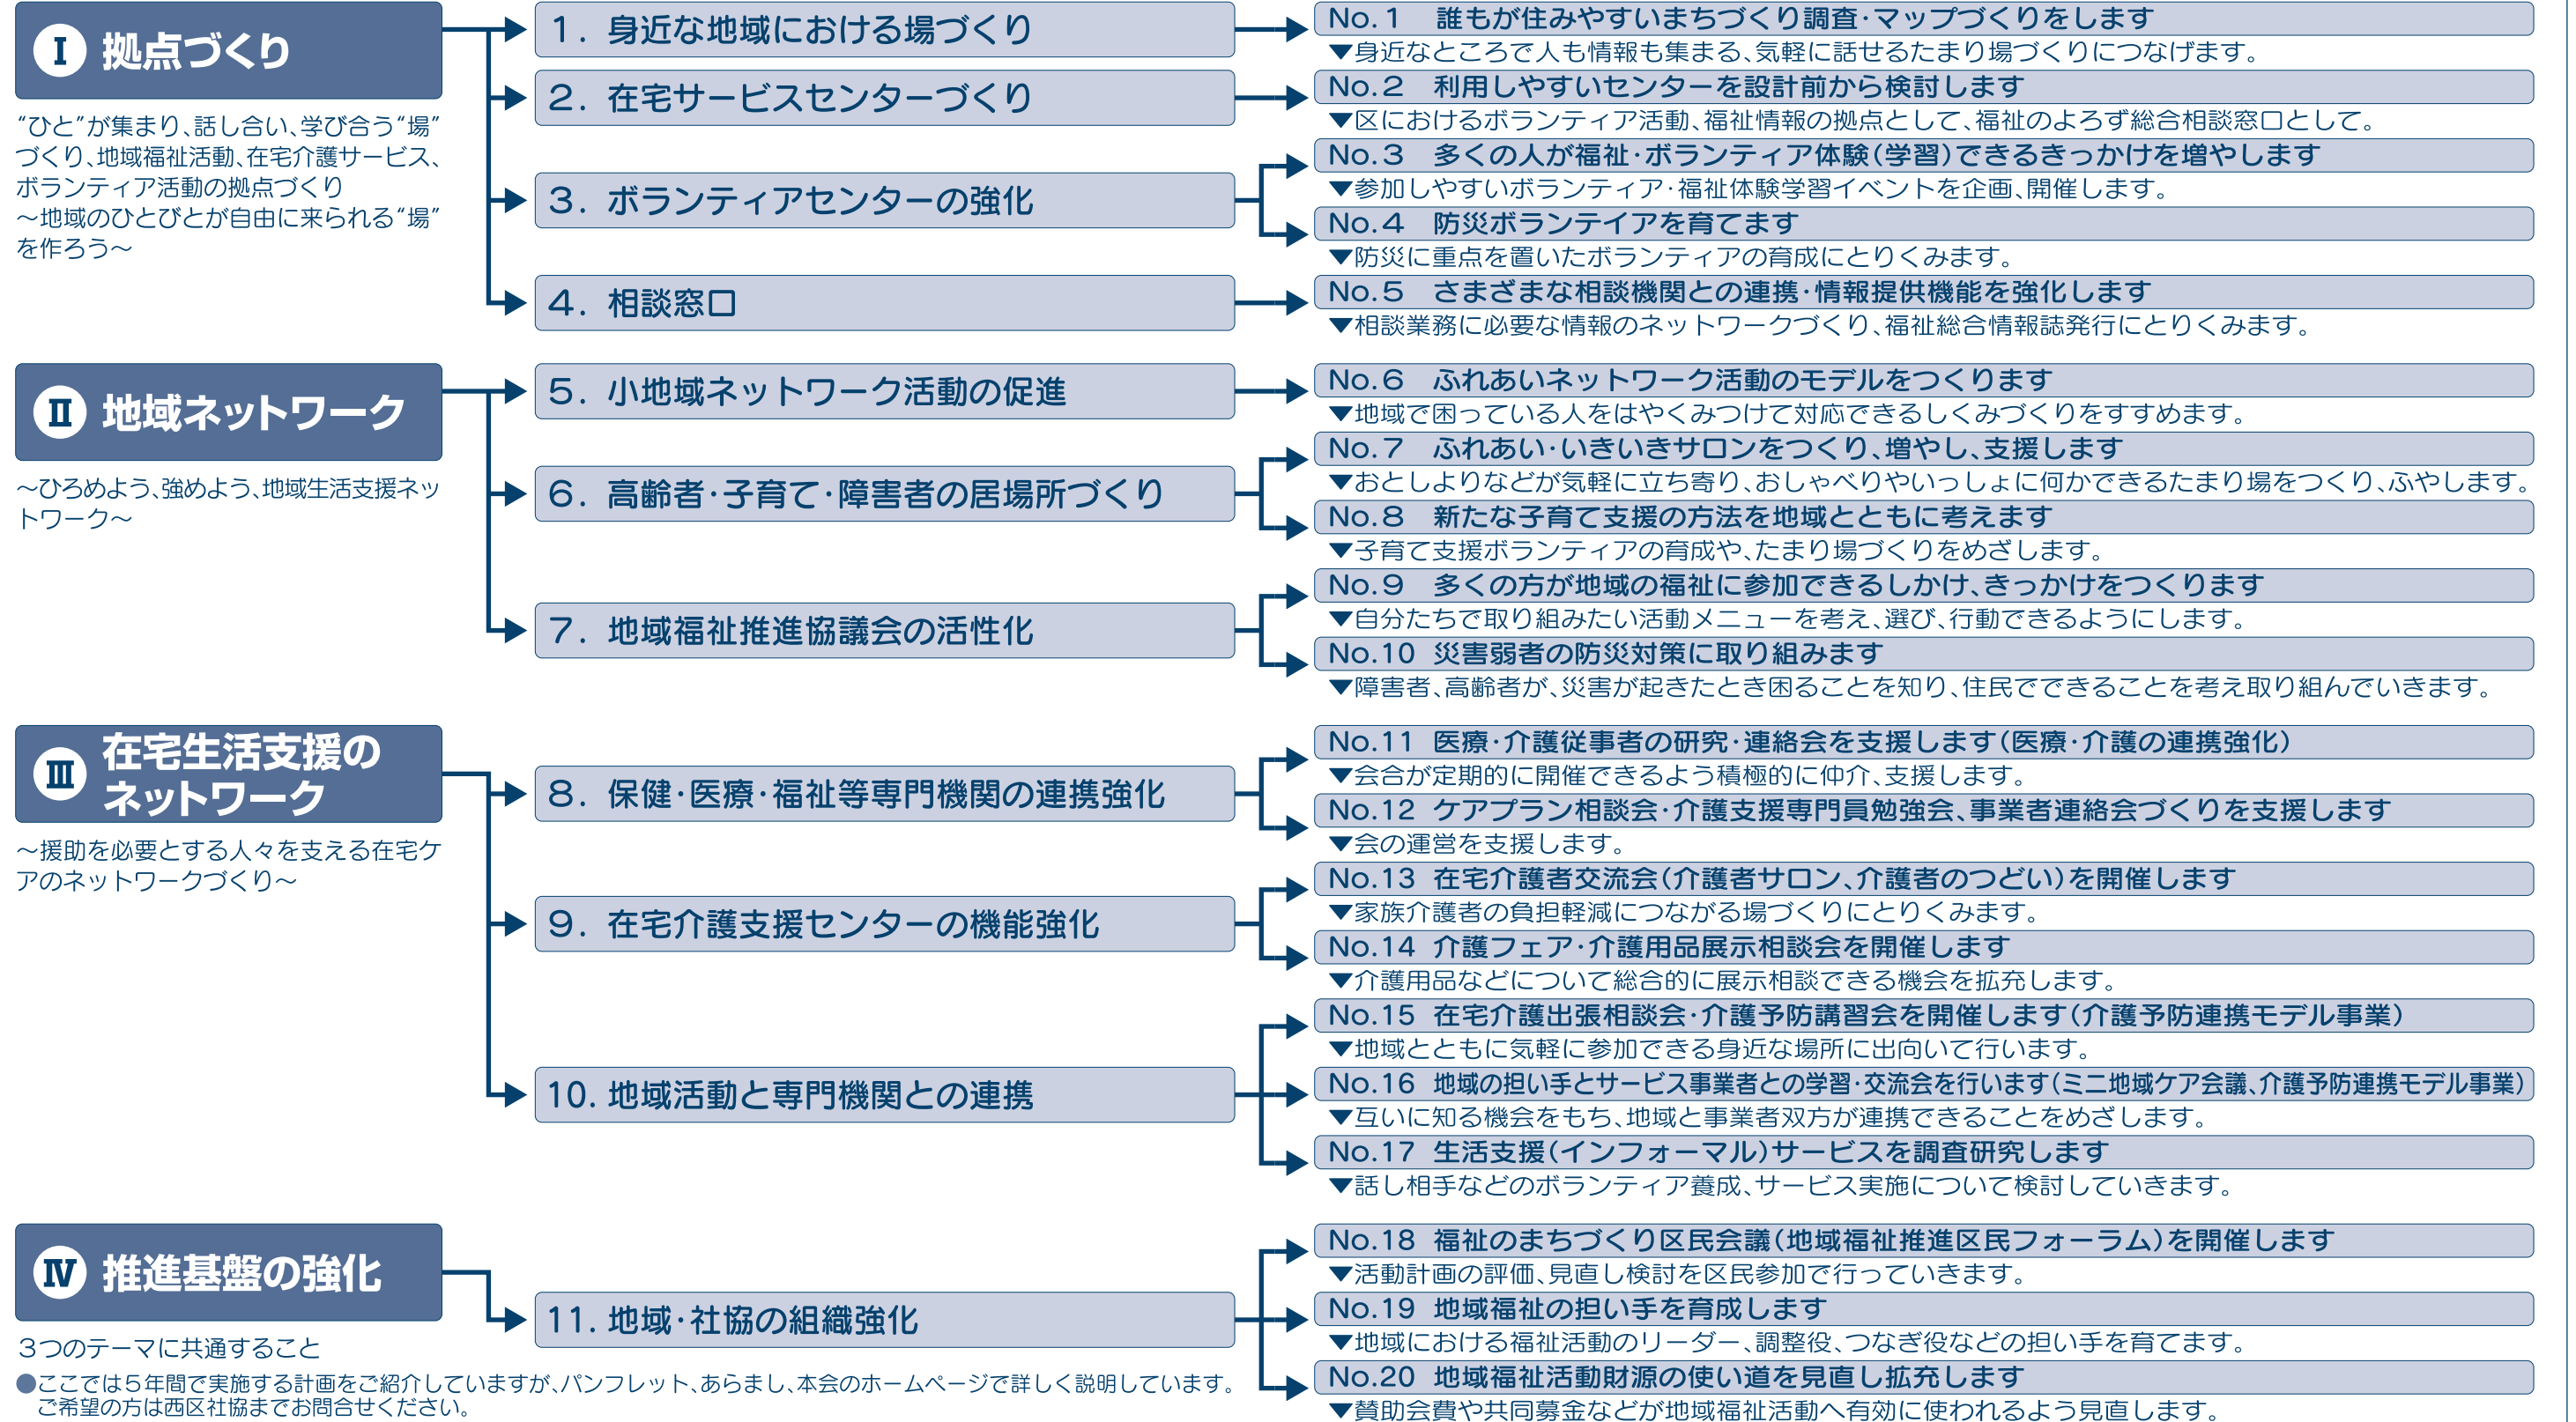 Ⅰ 拠点づくり
“ひと”が集まり、話し合い、学び合う“場”
づくり、地域福祉活動、在宅介護サービス、
ボランティア活動の拠点づくり
～地域のひとびとが自由に来られる“場”
を作ろう～
1. 身近な地域における場づくり
No.1 誰もが住みやすいまちづくり調査･マップづくりをします
▼身近なところで人も情報も集まる、気軽に話せるたまり場づくりにつなげます。
2. 在宅サービスセンターづくり
No.2 利用しやすいセンターを設計前から検討します
▼区におけるボランティア活動、福祉情報の拠点として、福祉のよろず総合相談窓口として。
3. ボランティアセンターの強化
No.3 多くの人が福祉･ボランティア体験(学習)できるきっかけを増やします
▼参加しやすいボランティア･福祉体験学習イベントを企画、開催します。
No.4 防災ボランテイアを育てます
▼防災に重点を置いたボランティアの育成にとりくみます。
4. 相談窓口
No.5 さまざまな相談機関との連携･情報提供機能を強化します
▼相談業務に必要な情報のネットワークづくり、福祉総合情報誌発行にとりくみます。
Ⅱ 地域ネットワーク
～ひろめよう、強めよう、地域生活支援ネッ
トワーク～
5. 小地域ネットワーク活動の促進
No.6 ふれあいネットワーク活動のモデルをつくります
▼地域で困っている人をはやくみつけて対応できるしくみづくりをすすめます。
6. 高齢者･子育て･障害者の居場所づくり
No.7 ふれあい･いきいきサロンをつくり、増やし、支援します
▼おとしよりなどが気軽に立ち寄り、おしゃべりやいっしょに何かできるたまり場をつくり、ふやします。
No.8 新たな子育て支援の方法を地域とともに考えます
▼子育て支援ボランティアの育成や、たまり場づくりをめざします。
7. 地域福祉推進協議会の活性化
No.9 多くの方が地域の福祉に参加できるしかけ、きっかけをつくります
▼自分たちで取り組みたい活動メニューを考え、選び、行動できるようにします。
No.10 災害弱者の防災対策に取り組みます
▼障害者、高齢者が、災害が起きたとき困ることを知り、住民でできることを考え取り組んでいきます。
Ⅲ 在宅生活支援の
ネットワーク
～援助を必要とする人々を支える在宅ケ
アのネットワークづくり～
8. 保健･医療･福祉等専門機関の連携強化
No.11 医療･介護従事者の研究･連絡会を支援します(医療･介護の連携強化)
▼会合が定期的に開催できるよう積極的に仲介、支援します。
No.12 ケアプラン相談会･介護支援専門員勉強会、事業者連絡会づくりを支援します
▼会の運営を支援します。
9. 在宅介護支援センターの機能強化
No.13 在宅介護者交流会(介護者サロン、介護者のつどい)を開催します
▼家族介護者の負担軽減につながる場づくりにとりくみます。
No.14 介護フェア･介護用品展示相談会を開催します
▼介護用品などについて総合的に展示相談できる機会を拡充します。
10. 地域活動と専門機関との連携
No.15 在宅介護出張相談会･介護予防講習会を開催します(介護予防連携モデル事業)
▼地域とともに気軽に参加できる身近な場所に出向いて行います。
No.16 地域の担い手とサービス事業者との学習･交流会を行います(ミニ地域ケア会議、介護予防連携モデル事業)
▼互いに知る機会をもち、地域と事業者双方が連携できることをめざします。
No.17 生活支援(インフォーマル)サービスを調査研究します
▼話し相手などのボランティア養成、サービス実施について検討していきます。
Ⅳ 推進基盤の強化
3つのテーマに共通すること
11. 地域･社協の組織強化
No.18 福祉のまちづくり区民会議(地域福祉推進区民フォーラム)を開催します
▼活動計画の評価、見直し検討を区民参加で行っていきます。
No.19 地域福祉の担い手を育成します
▼地域における福祉活動のリーダー、調整役、つなぎ役などの担い手を育てます。
No.20 地域福祉活動財源の使い道を見直し拡充します
▼賛助会費や共同募金などが地域福祉活動へ有効に使われるよう見直します。
●ここでは5年間で実施する計画をご紹介していますが、パンフレット、あらまし、本会のホームページで詳しく説明しています。
ご希望の方は西区社協までお問合せください。